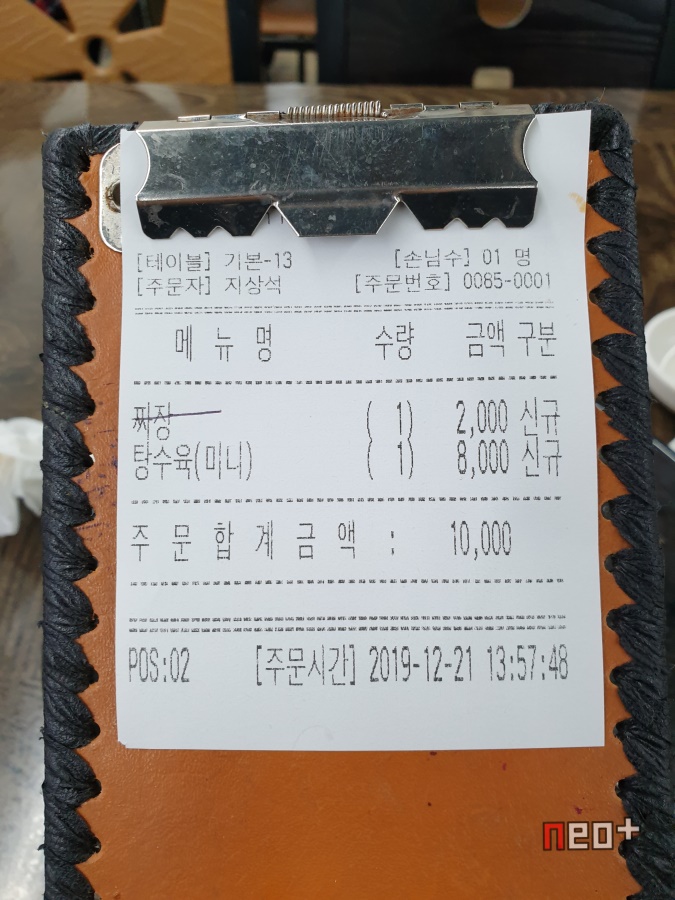 [테이블] 기본-13 [손님수] 01 명
[주문자] 지상석 [주문번호] 0085-0001
메 뉴 명 수량 금액 구분
짜장 ( 1) 2,000 신규
탕수육(미니) ( 1) 8,000 신규
주 문 합 계 금 액 : 10,000
POS:02 [주문시간] 2019-12-21 13:57:48
neo+